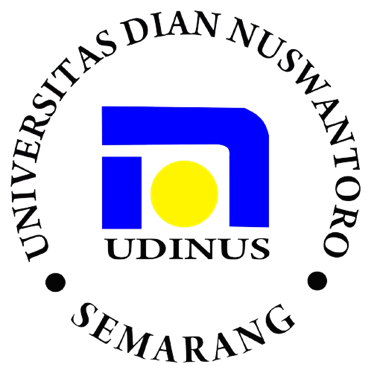 UNIVERSITAS DIAN NUSWANTORO
UDINUS
SEMARANG